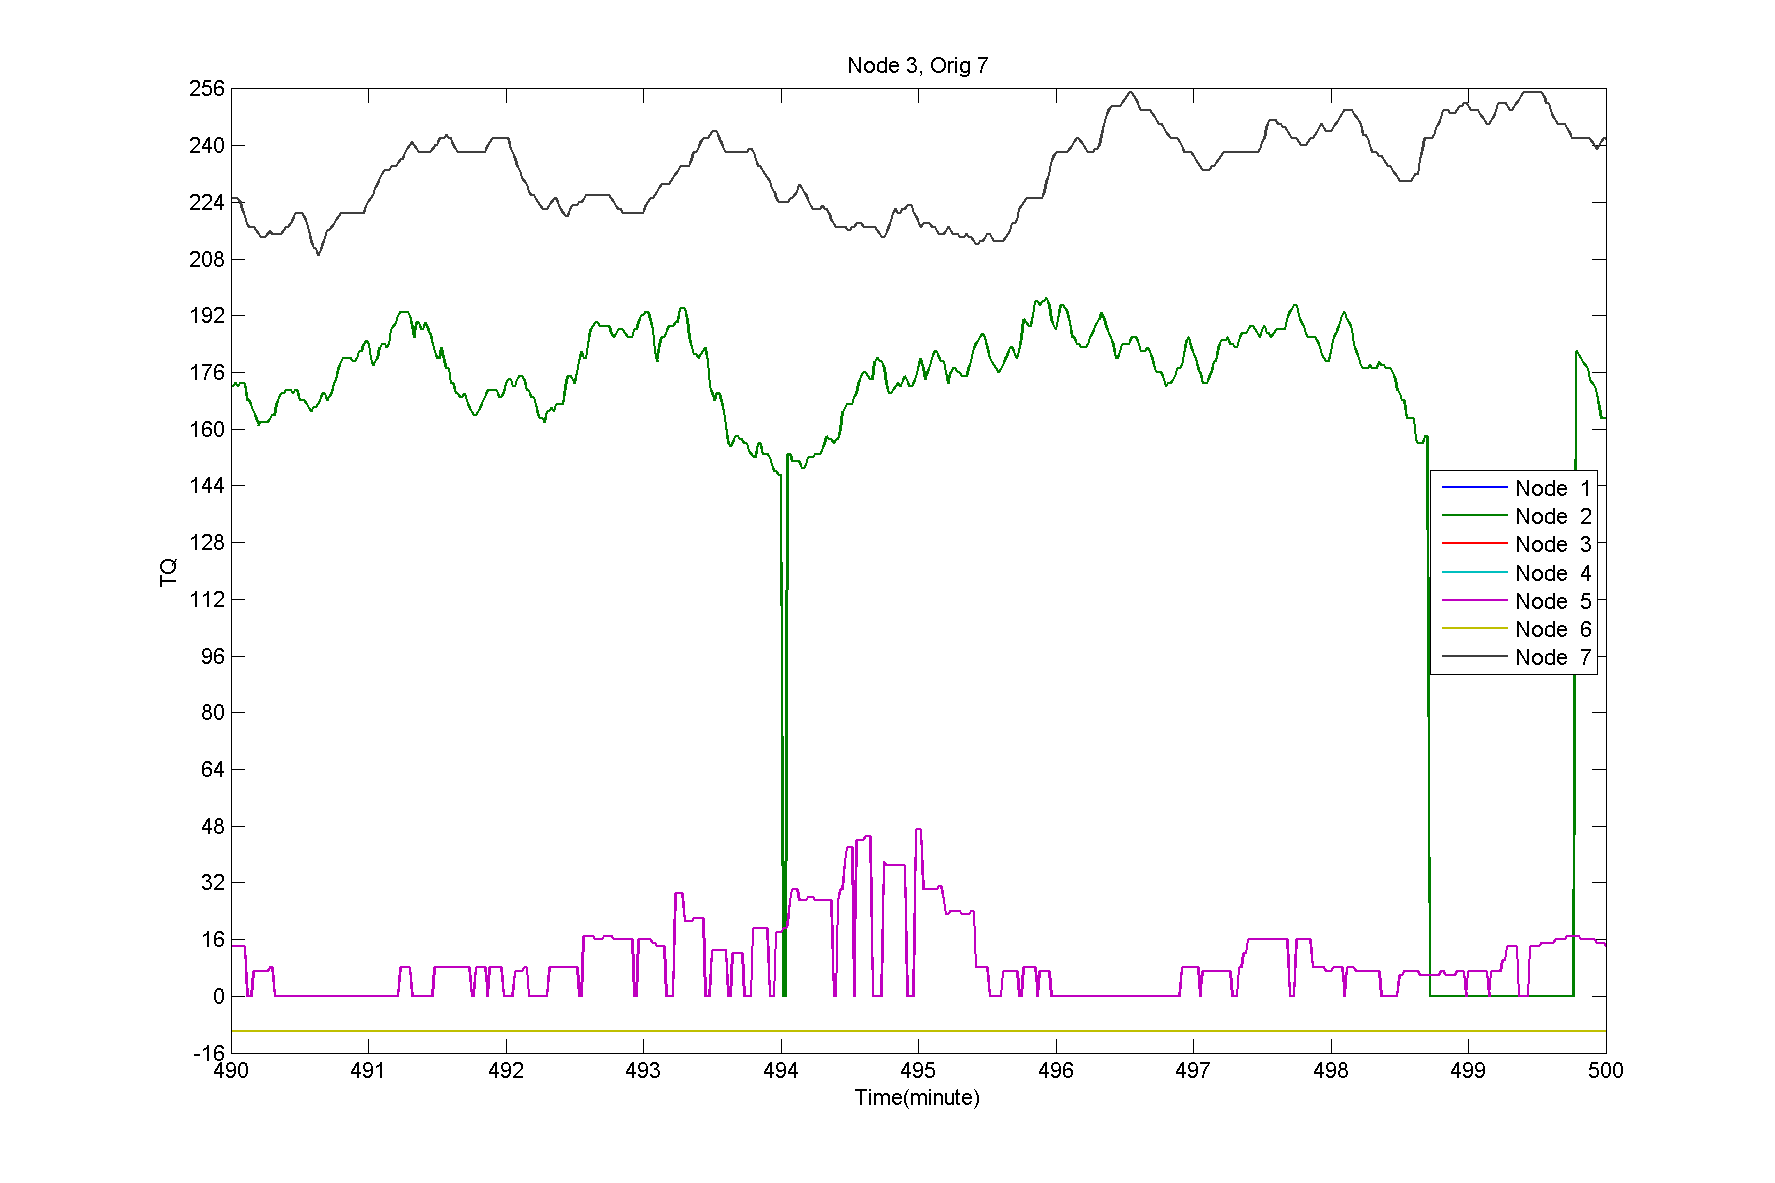 Node 3, Orig 7
256
240
224
208
192
176
160
144
128
112
96
80
64
48
32
16
0
-16
TQ
Node 1
Node 2
Node 3
Node 4
Node 5
Node 6
Node 7
490 491 492 493 494 495 496 497 498 499 500
Time(minute)